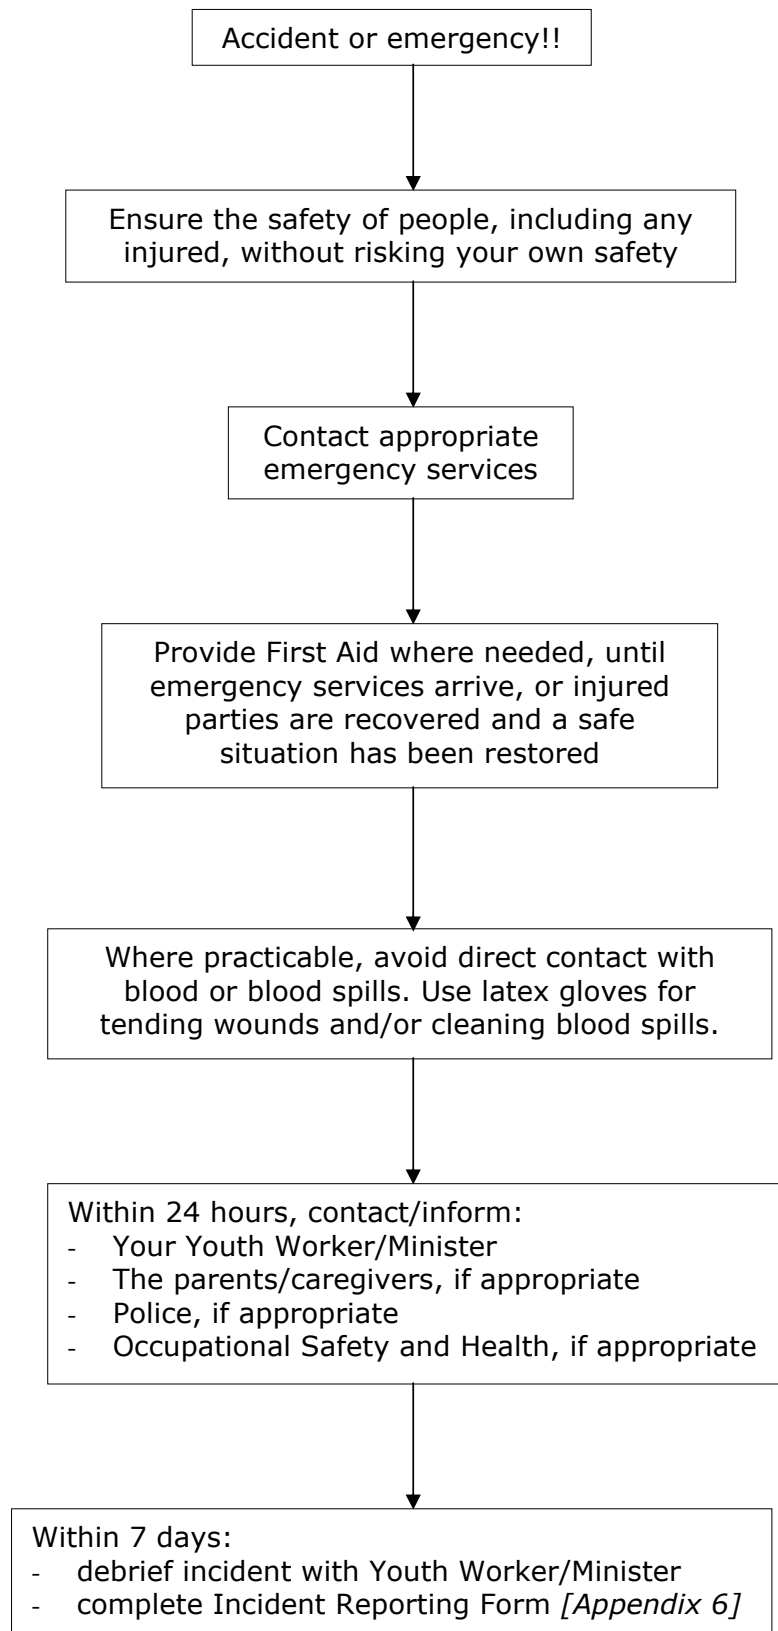 Accident or emergency!!
Ensure the safety of people, including any
injured, without risking your own safety
Contact appropriate
emergency services
Provide First Aid where needed, until
emergency services arrive, or injured
parties are recovered and a safe
situation has been restored
Where practicable, avoid direct contact with
blood or blood spills. Use latex gloves for
tending wounds and/or cleaning blood spills.
Within 24 hours, contact/inform:
- Your Youth Worker/Minister
- The parents/caregivers, if appropriate
- Police, if appropriate
- Occupational Safety and Health, if appropriate
Within 7 days:
- debrief incident with Youth Worker/Minister
- complete Incident Reporting Form [Appendix 6]